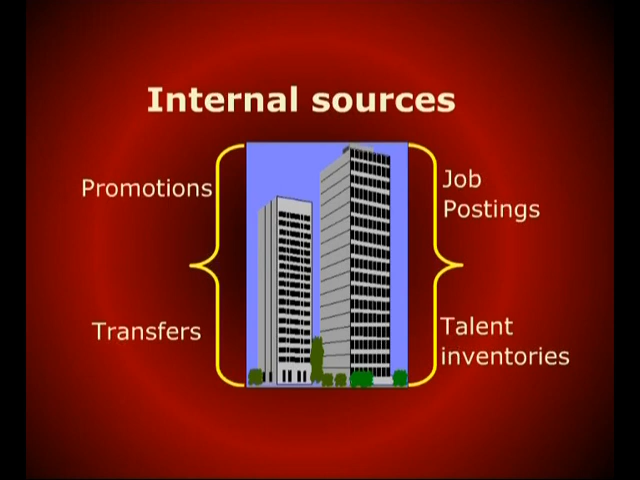 Internal sources
Promotions
Job
Postings
Transfers
Talent
inventories